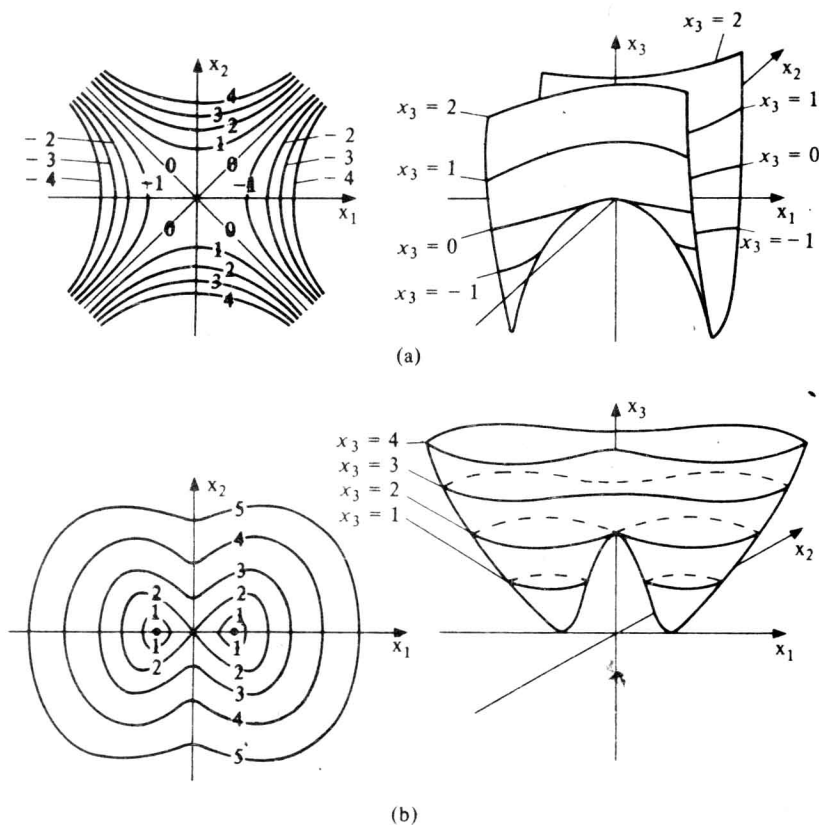 x₂
4
3
2
1
- 2
- 3
- 4
- 2
- 3
- 4
0
0
-1
-1
x₁
0
0
1
2
3
4
x₃ = 2
x₃
x₂
x₃ = 2
x₃ = 1
x₃ = 1
x₃ = 0
x₁
x₃ = 0
x₃ = -1
x₃ = -1
(a)
x₂
5
4
3
2
2
1
1
1
1
x₁
2
2
3
4
5
x₃
x₃ = 4
x₃ = 3
x₃ = 2
x₃ = 1
x₂
x₁
(b)